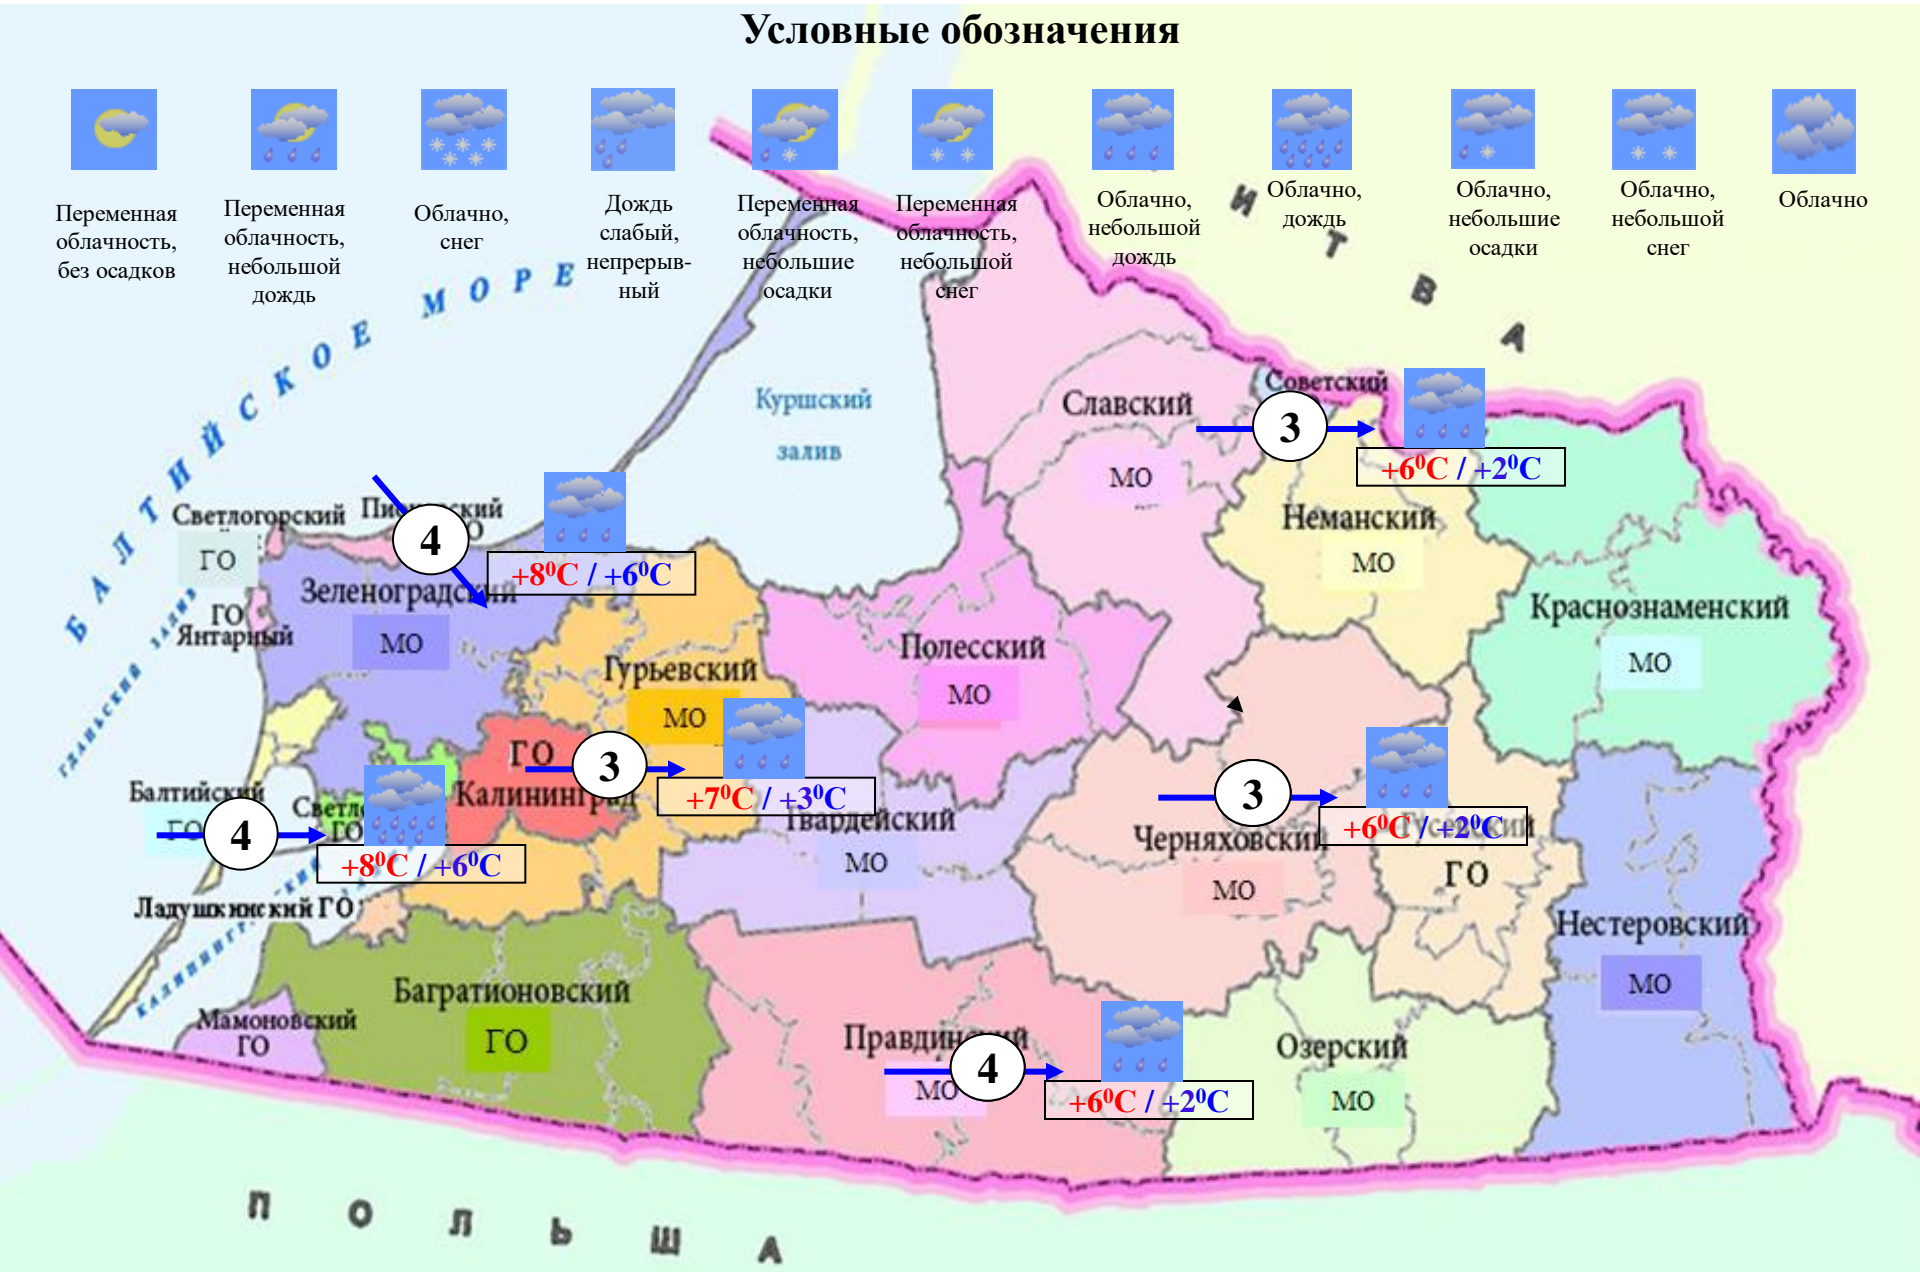 Условные обозначения
Переменная
облачность,
без осадков
Переменная
облачность,
небольшой
дождь
Облачно,
снег
Дождь
слабый,
непрерыв-
ный
Переменная
облачность,
небольшие
осадки
Переменная
облачность,
небольшой
снег
Облачно,
небольшой
дождь
Облачно,
дождь
Облачно,
небольшие
осадки
Облачно,
небольшой
снег
Облачно
БАЛТИЙСКОЕ МОРЕ
ИТВА
Куршский
залив
Славский
МО
Советский
3
+6⁰C / +2⁰C
Неманский
МО
Краснознаменский
МО
Светлогорский
ГО
4
+8⁰C / +6⁰C
Зеленоградский
МО
ГО
Янтарный
Гурьевский
МО
Полесский
МО
ГО
Калининград
3
+7⁰C / +3⁰C
Балтийский
ГО
4
ГО
+8⁰C / +6⁰C
Твардейский
МО
Черняховский
МО
3
+6⁰C / +2⁰C
ГО
Нестеровский
МО
Ладушкинский ГО
Багратионовский
ГО
Мамоновский
ГО
Правдинский
МО
4
+6⁰C / +2⁰C
Озерский
МО
ПОЛЬША